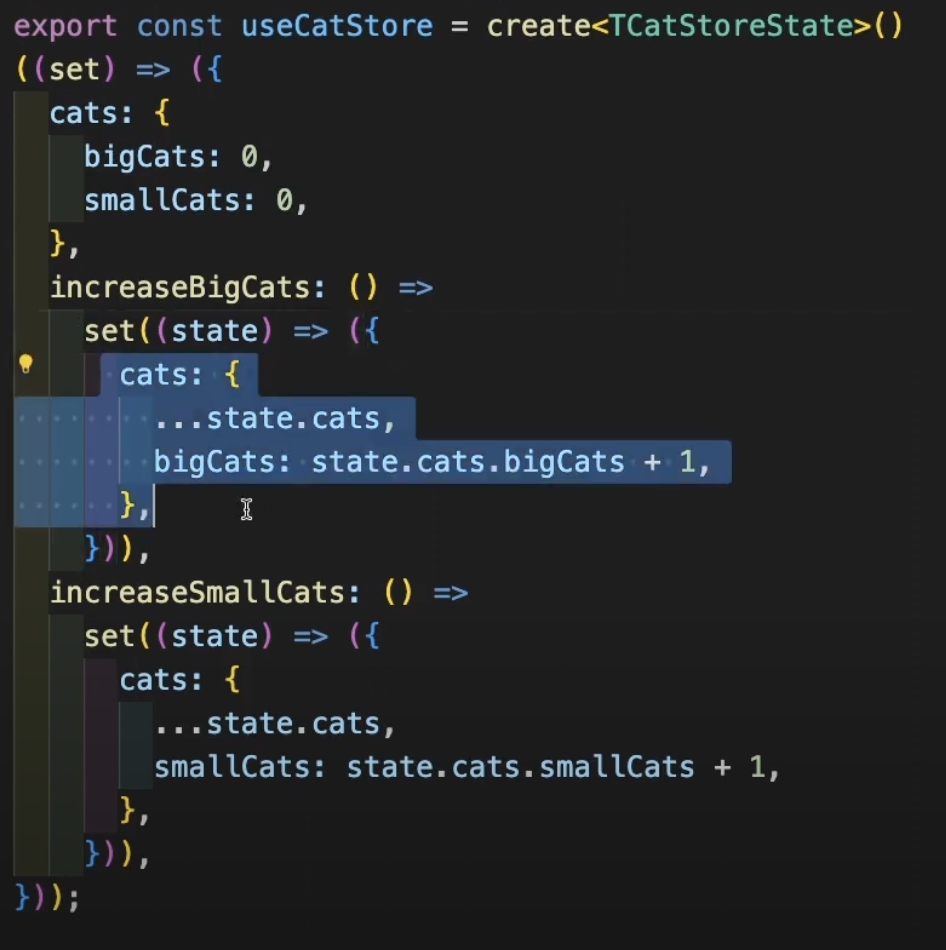 export const useCatStore = create<TCatStoreState>()
((set) => ({
  cats: {
    bigCats: 0,
    smallCats: 0,
  },
  increaseBigCats: () =>
    set((state) => ({
      cats: {
        ...state.cats,
        bigCats: state.cats.bigCats + 1,
      },
    })),
  increaseSmallCats: () =>
    set((state) => ({
      cats: {
        ...state.cats,
        smallCats: state.cats.smallCats + 1,
      },
    })),
}));